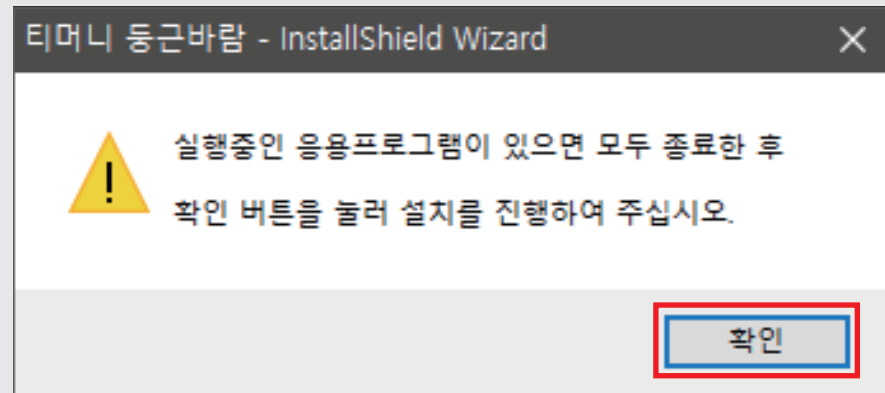 티머니 둥근바람 - InstallShield Wizard
실행중인 응용프로그램이 있으면 모두 종료한 후
확인 버튼을 눌러 설치를 진행하여 주십시오.
확인